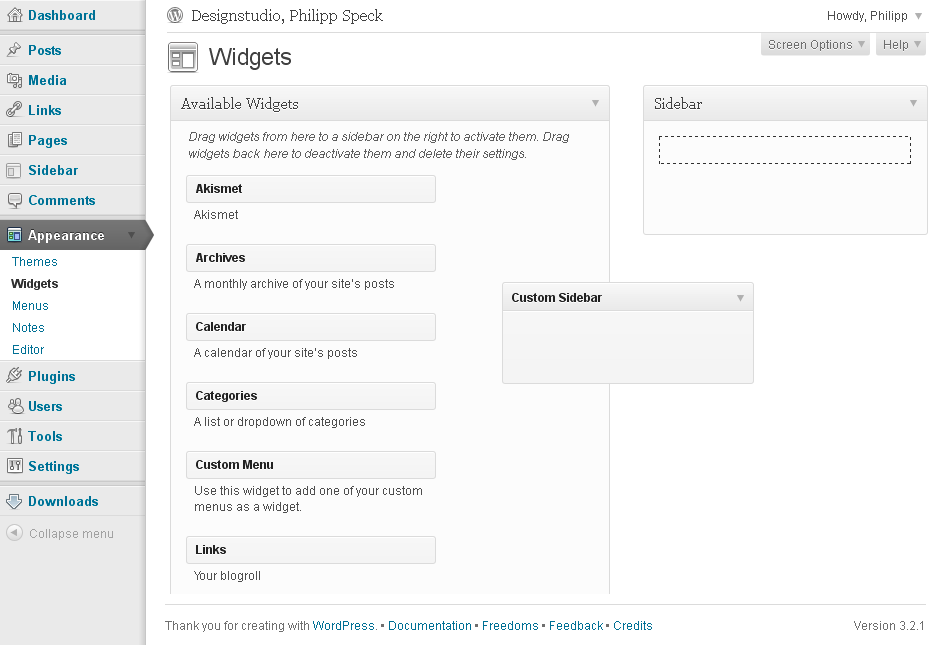 Dashboard
Posts
Media
Links
Pages
Sidebar
Comments
Appearance
Themes
Widgets
Menus
Notes
Editor
Plugins
Users
Tools
Settings
Downloads
Collapse menu
Designstudio, Philipp Speck
Howdy, Philipp
Screen Options
Help
Widgets
Available Widgets
Drag widgets from here to a sidebar on the right to activate them. Drag
widgets back here to deactivate them and delete their settings.
Akismet
Akismet
Archives
A monthly archive of your site's posts
Calendar
A calendar of your site's posts
Categories
A list or dropdown of categories
Custom Menu
Use this widget to add one of your custom
menus as a widget.
Links
Your blogroll
Custom Sidebar
Sidebar
Thank you for creating with WordPress. • Documentation • Freedoms • Feedback • Credits
Version 3.2.1